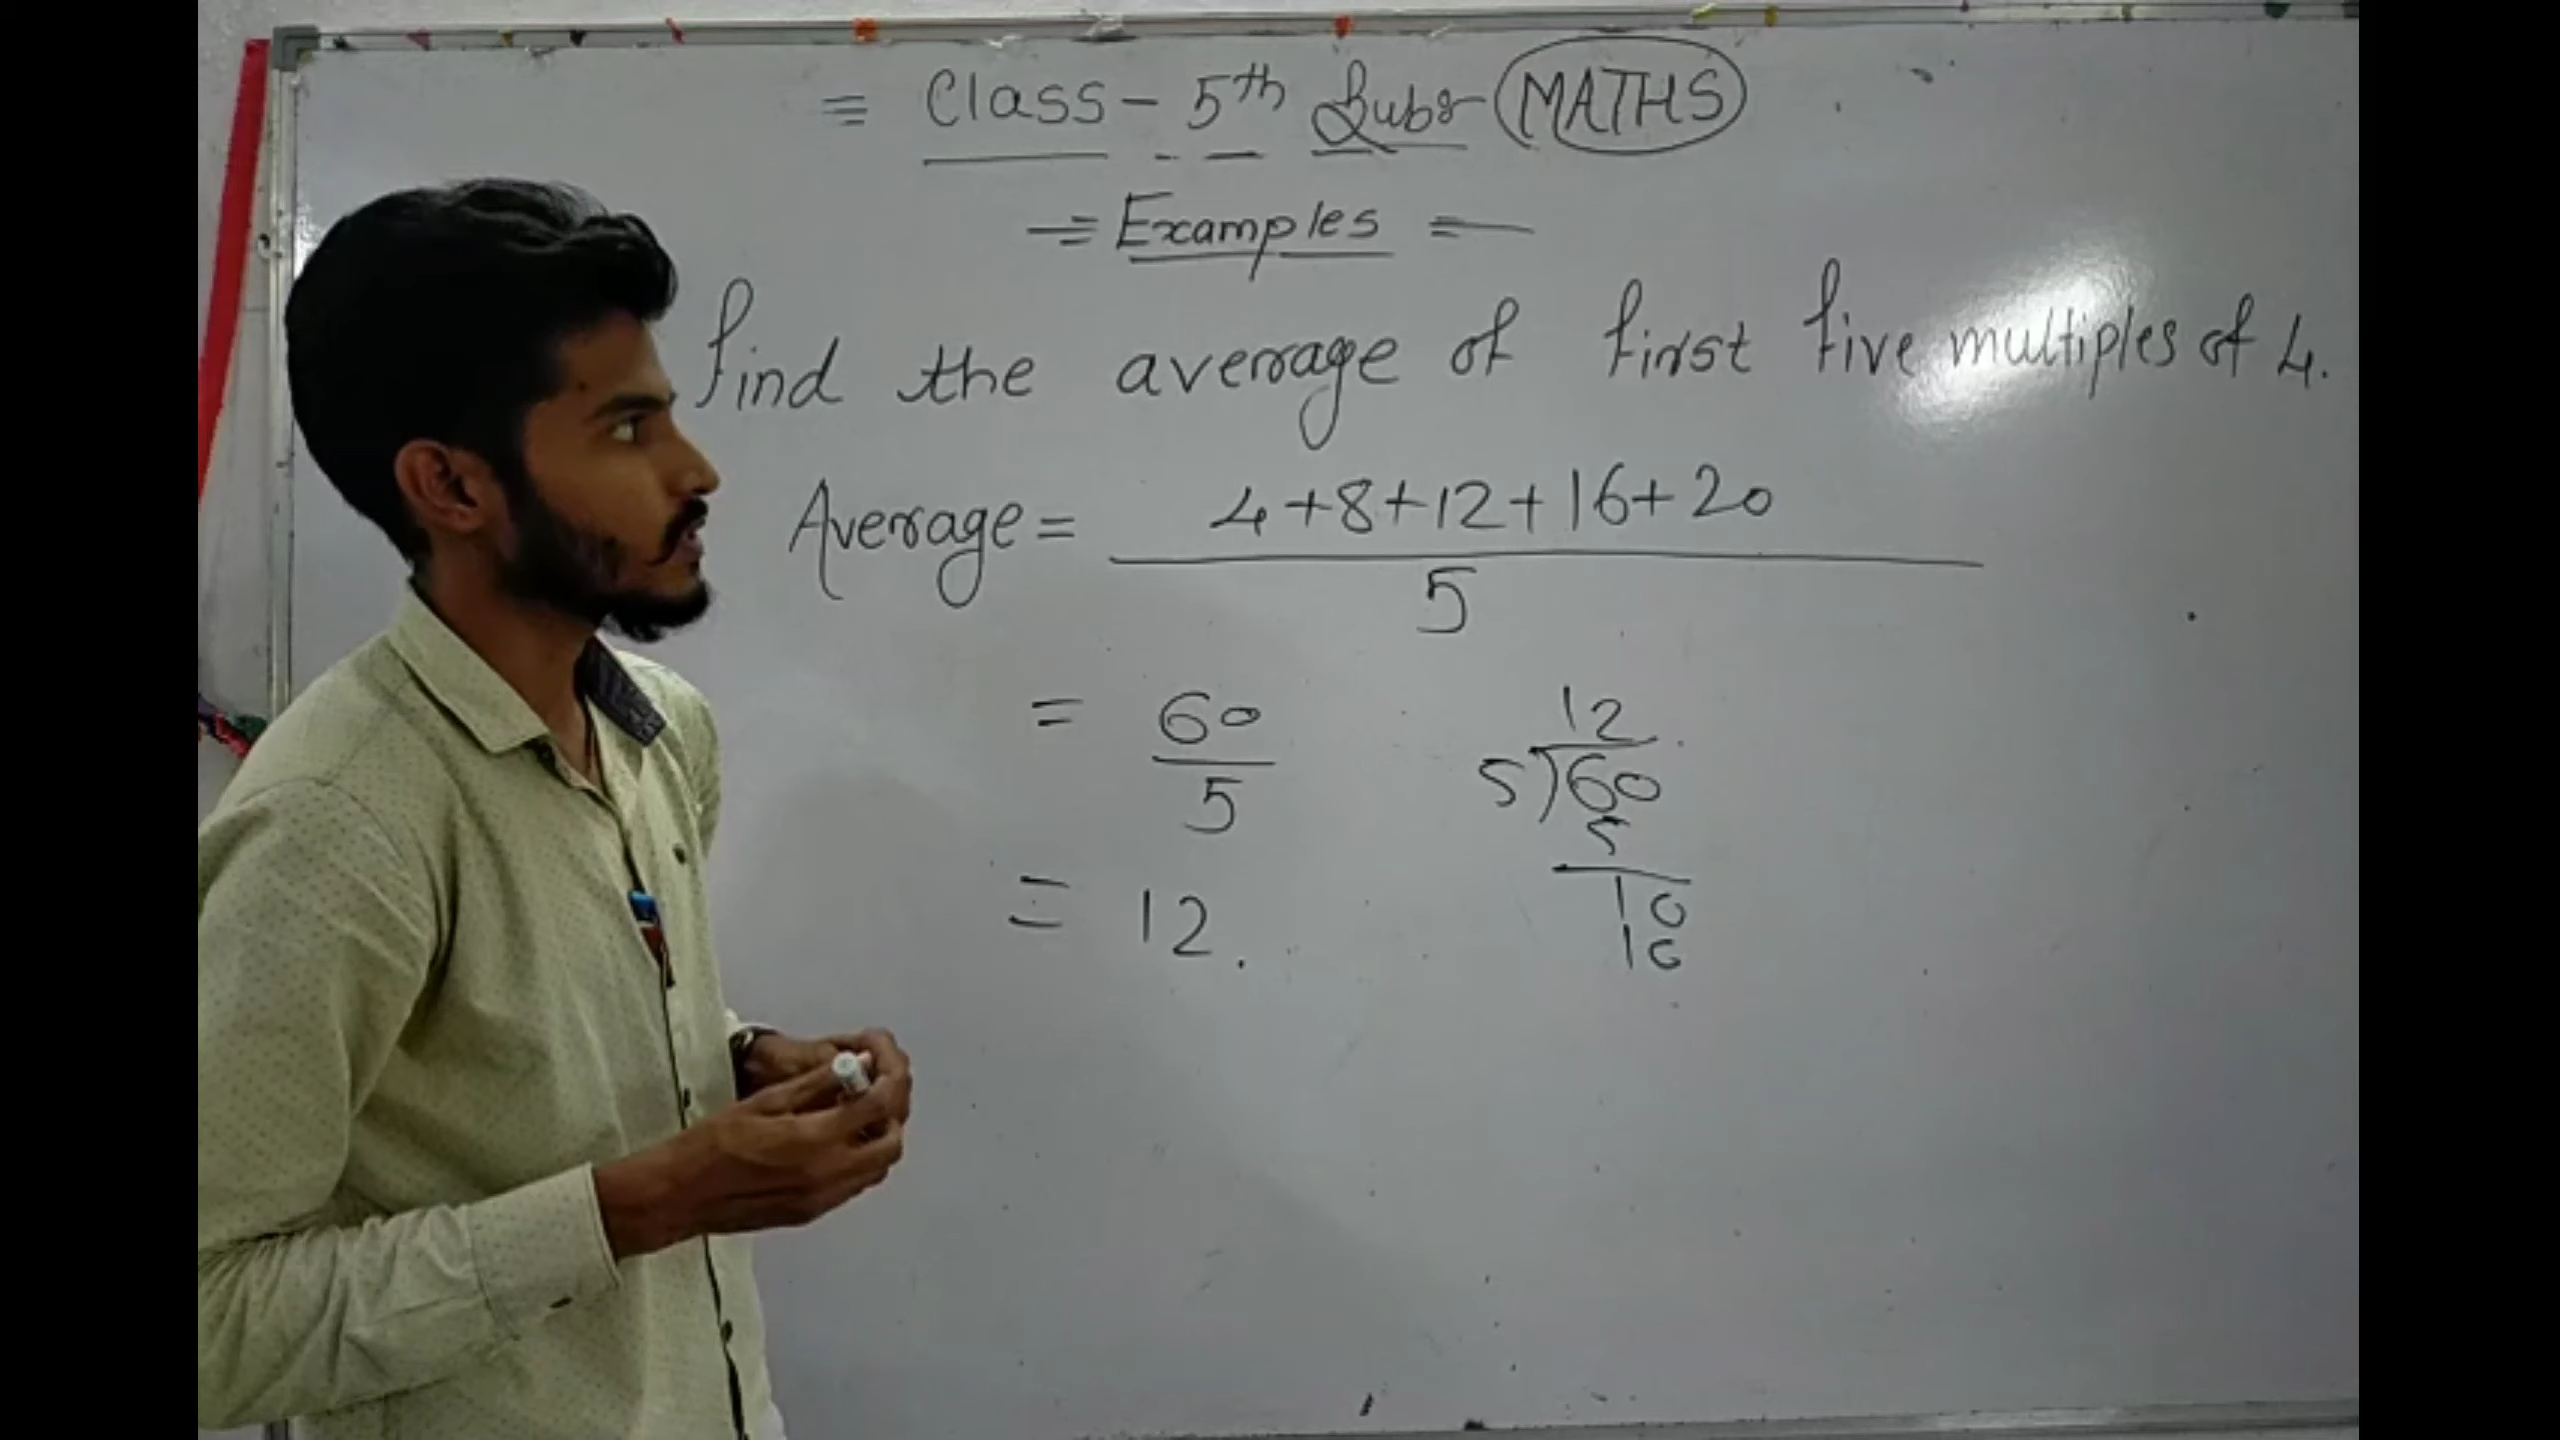 = Class - 5th Subs- MATHS
= Examples =
find the average of first five multiples of 4.
Average = 4+8+12+16+20
5
= 60
5
= 12.
12
5)60
5
10
10